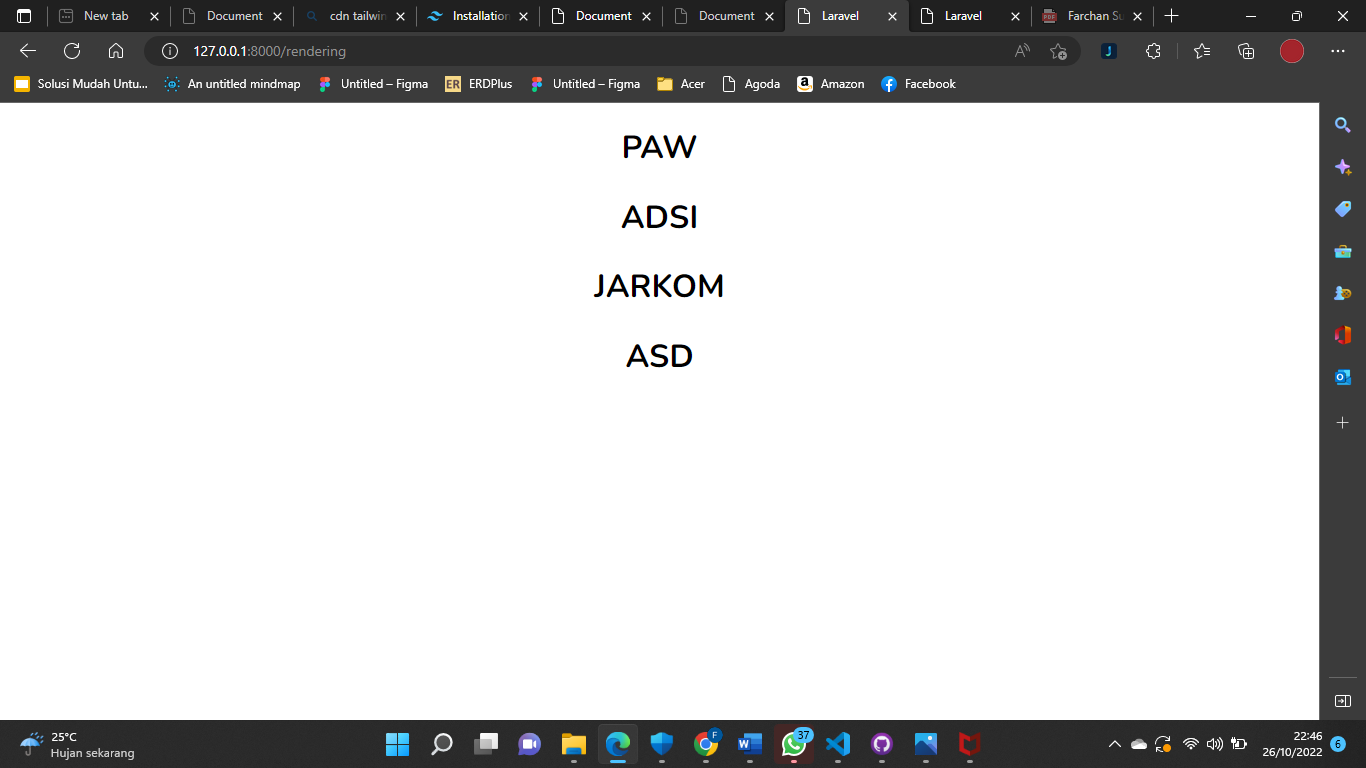 New tab
Document
cdn tailwin
Installation
Document
Document
Laravel
Laravel
Farchan Su
127.0.0.1:8000/rendering
Solusi Mudah Untu...
An untitled mindmap
Untitled – Figma
ER ERDPlus
Untitled – Figma
Acer
Agoda
Amazon
Facebook
PAW
ADSI
JARKOM
ASD
25°C
Hujan sekarang
F
37
22:46
26/10/2022
6